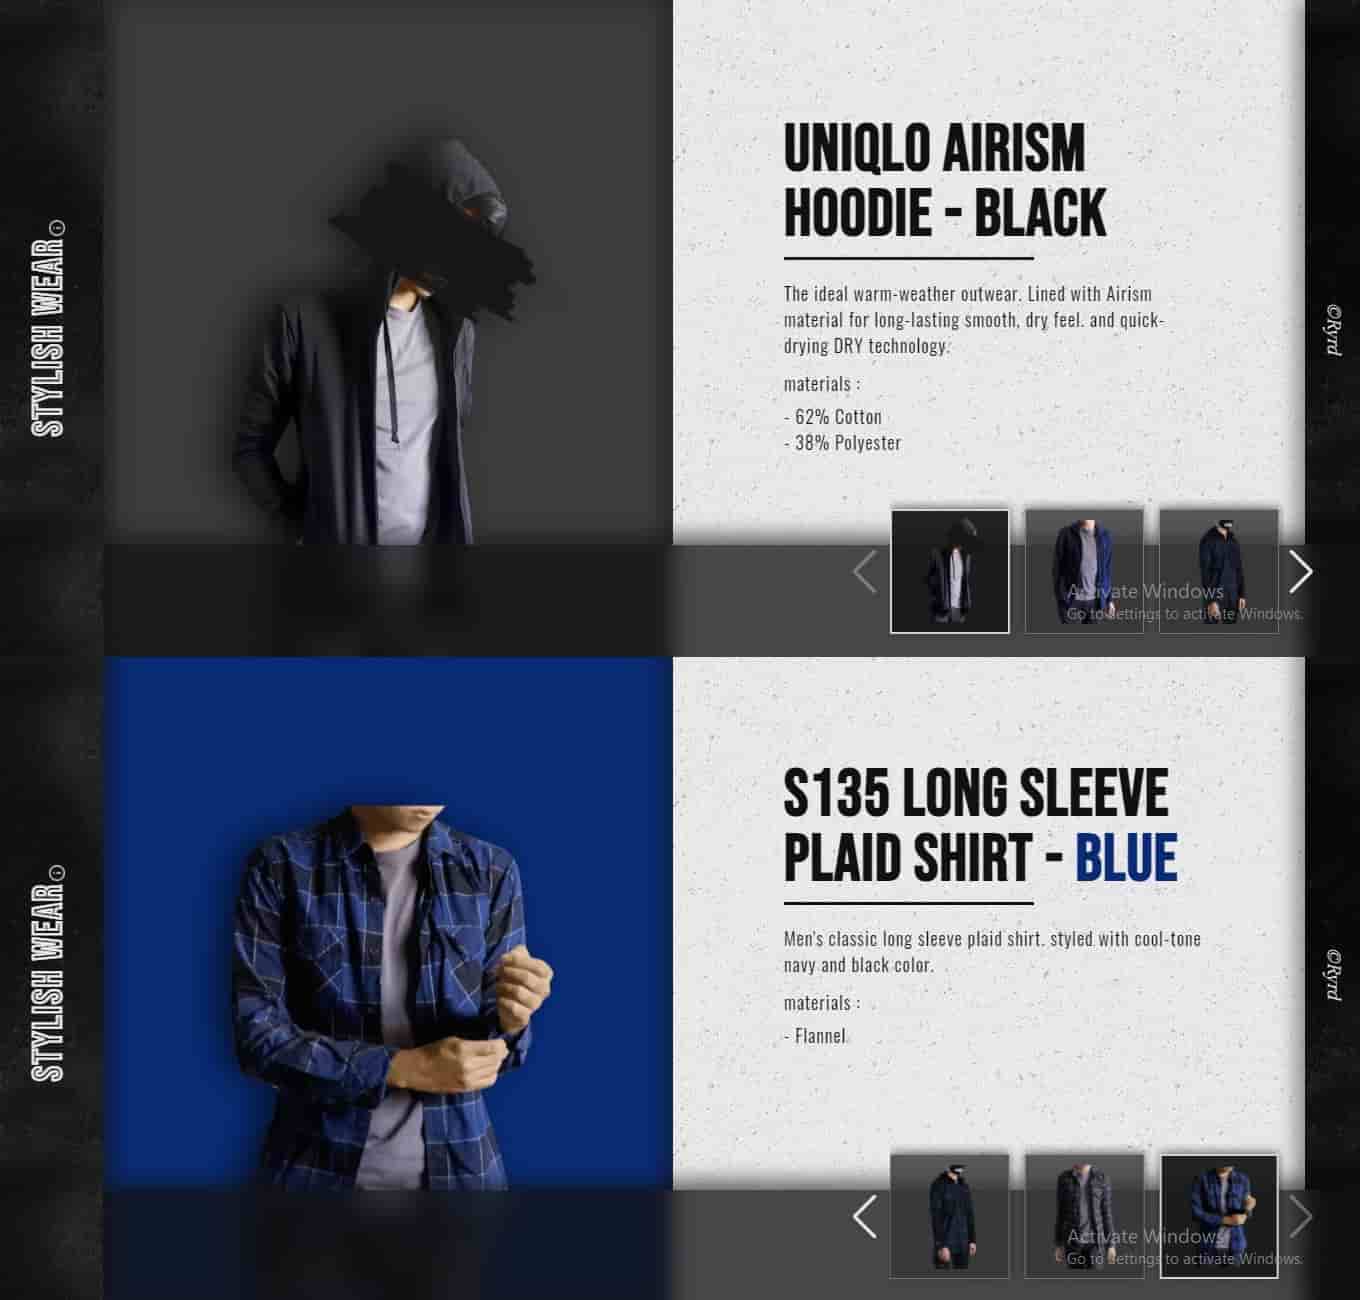 STYLISH WEAR
UNIQLO AIRISM
HOODIE - BLACK
The ideal warm-weather outwear. Lined with Airism
material for long-lasting smooth, dry feel. and quick-
drying DRY technology.
materials :
- 62% Cotton
- 38% Polyester
©Ryrd
Activate Windows
Go to Settings to activate Windows.
STYLISH WEAR
S135 LONG SLEEVE
PLAID SHIRT - BLUE
Men's classic long sleeve plaid shirt. styled with cool-tone
navy and black color.
materials :
- Flannel
©Ryrd
Activate Windows
Go to Settings to activate Windows.